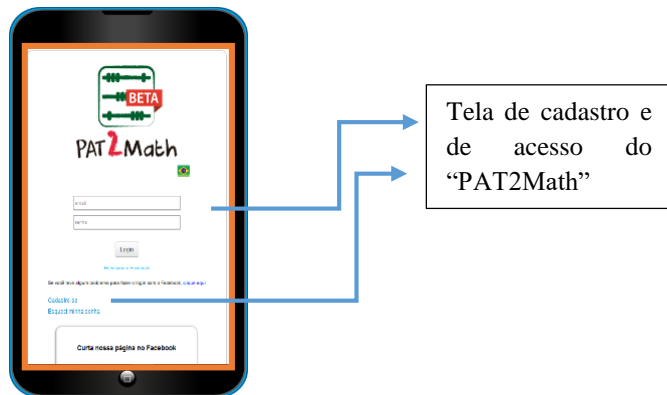 BETA
PAT2Math
email
senha
Login
Se você teve algum problema para fazer o login com o Facebook, clique aqui
Cadastre-se
Esqueci minha senha
Curta nossa página no Facebook
Tela de cadastro e
de acesso do
“PAT2Math”